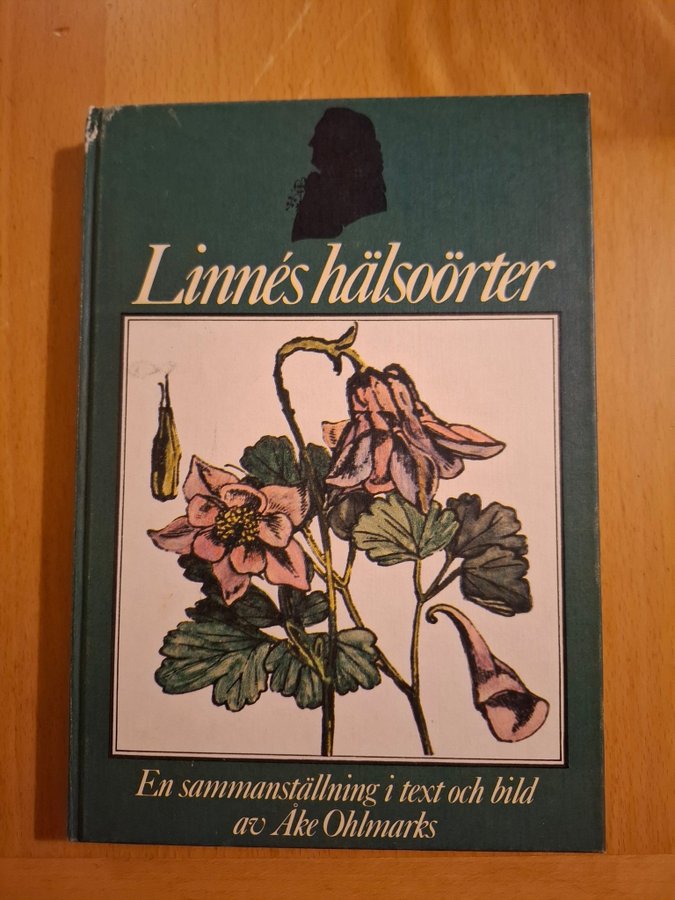 Linnés hälsoörter
En sammanställning i text och bild
av Åke Ohlmarks